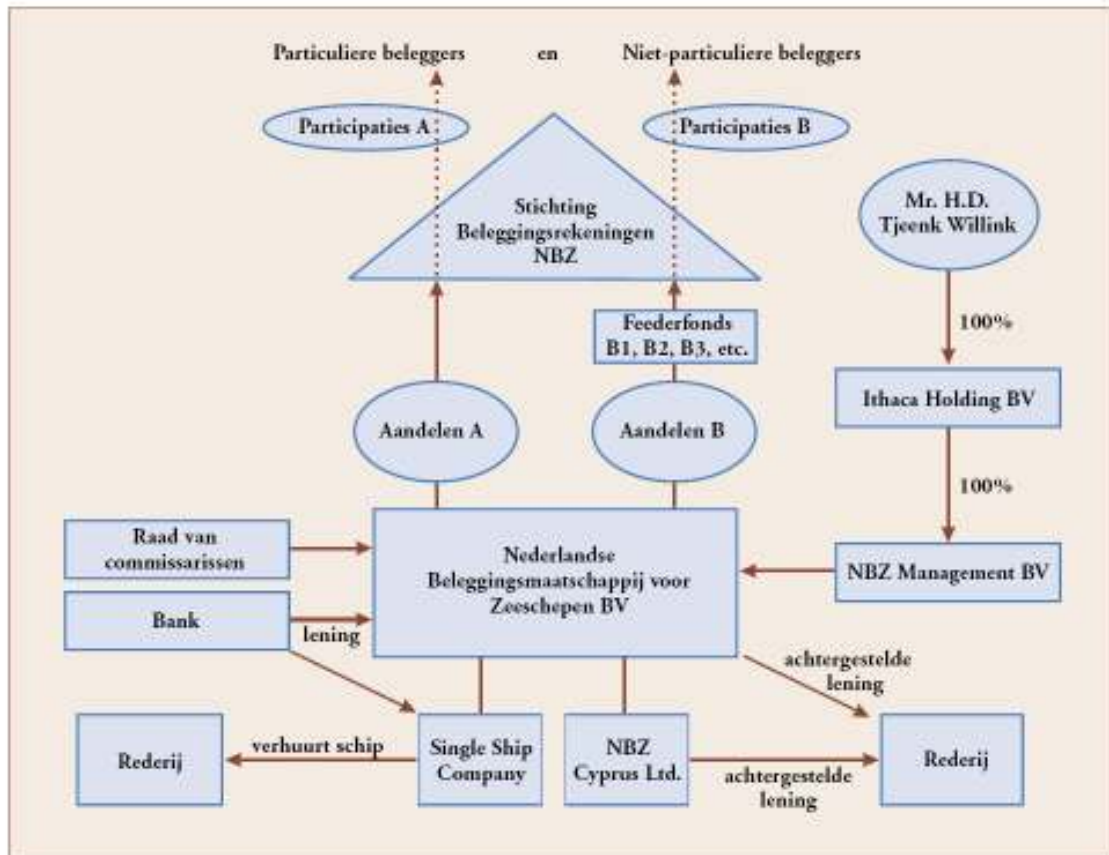 Particuliere beleggers en Niet-particuliere beleggers
Participaties A
Participaties B
Stichting
Beleggingsrekeningen
NBZ
Mr. H.D.
Tjeenk Willink
100%
Feederfonds
B1, B2, B3, etc.
Ithaca Holding BV
Aandelen A
Aandelen B
100%
Raad van
commissarissen
Nederlandse
Beleggingsmaatschappij voor
Zeeschepen BV
NBZ Management BV
Bank
lening
achtergestelde
lening
Rederij
verhuurt schip
Single Ship
Company
NBZ
Cyprus Ltd.
achtergestelde
lening
Rederij